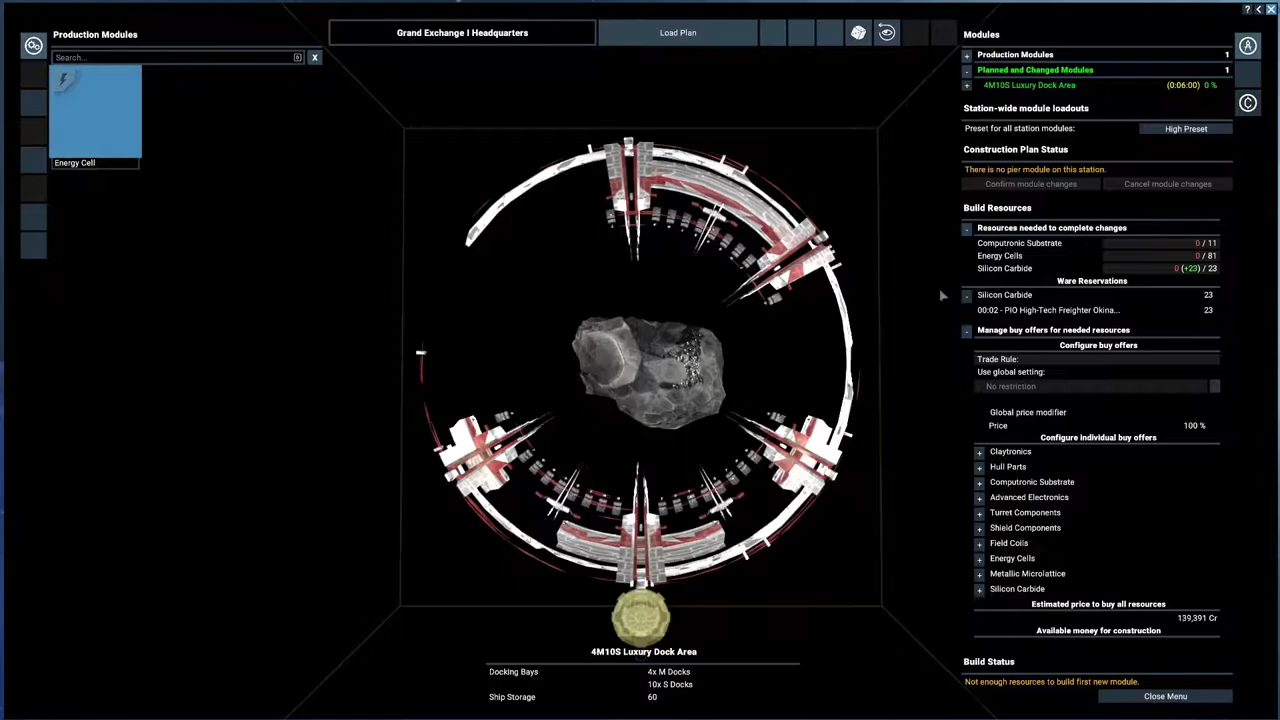 ? < X
Production Modules
Search...
X
Energy Cell
Grand Exchange I Headquarters
Load Plan
Modules
+ Production Modules 1
- Planned and Changed Modules 1
+ 4M10S Luxury Dock Area (0:06:00) 0 %
Station-wide module loadouts
Preset for all station modules: High Preset
Construction Plan Status
There is no pier module on this station.
Confirm module changes Cancel module changes
Build Resources
- Resources needed to complete changes
Computronic Substrate 0 / 11
Energy Cells 0 / 81
Silicon Carbide 0 (+23) / 23
Ware Reservations
- Silicon Carbide 23
00:02 - PIO High-Tech Freighter Okina... 23
- Manage buy offers for needed resources
Configure buy offers
Trade Rule:
Use global setting:
No restriction
Global price modifier
Price 100 %
Configure individual buy offers
+ Claytronics
+ Hull Parts
+ Computronic Substrate
+ Advanced Electronics
+ Turret Components
+ Shield Components
+ Field Coils
+ Energy Cells
+ Metallic Microlattice
+ Silicon Carbide
Estimated price to buy all resources
139,391 Cr
Available money for construction
Build Status
Not enough resources to build first new module.
Close Menu
4M10S Luxury Dock Area
Docking Bays 4x M Docks
10x S Docks
Ship Storage 60